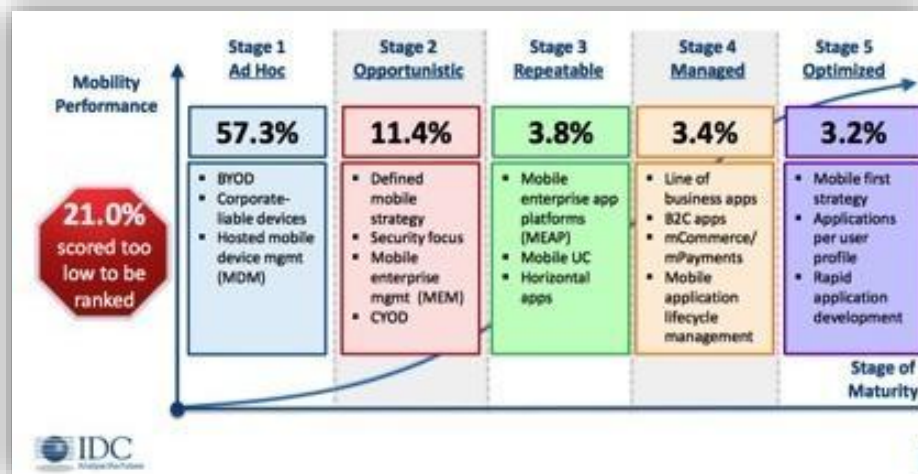 Stage 1
Ad Hoc
Stage 2
Opportunistic
Stage 3
Repeatable
Stage 4
Managed
Stage 5
Optimized
Mobility
Performance
57.3%
11.4%
3.8%
3.4%
3.2%
21.0%
scored too
low to be
ranked
▪ BYOD
▪ Corporate-
liable devices
▪ Hosted mobile
device mgmt
(MDM)
▪ Defined
mobile
strategy
▪ Security focus
▪ Mobile
enterprise
mgmt (MEM)
▪ CYOD
▪ Mobile
enterprise app
platforms
(MEAP)
▪ Mobile UC
▪ Horizontal
apps
▪ Line of
business apps
▪ B2C apps
▪ mCommerce/
mPayments
▪ Mobile
application
lifecycle
management
▪ Mobile first
strategy
▪ Applications
per user
profile
▪ Rapid
application
development
Stage of
Maturity
IDC
Analyze the Future